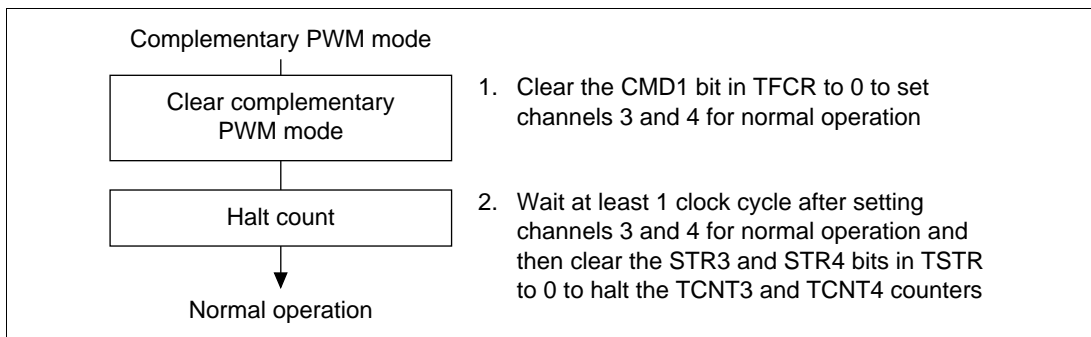 Complementary PWM mode
Clear complementary
PWM mode
1. Clear the CMD1 bit in TFCR to 0 to set
channels 3 and 4 for normal operation
Halt count
2. Wait at least 1 clock cycle after setting
channels 3 and 4 for normal operation and
then clear the STR3 and STR4 bits in TSTR
to 0 to halt the TCNT3 and TCNT4 counters
Normal operation